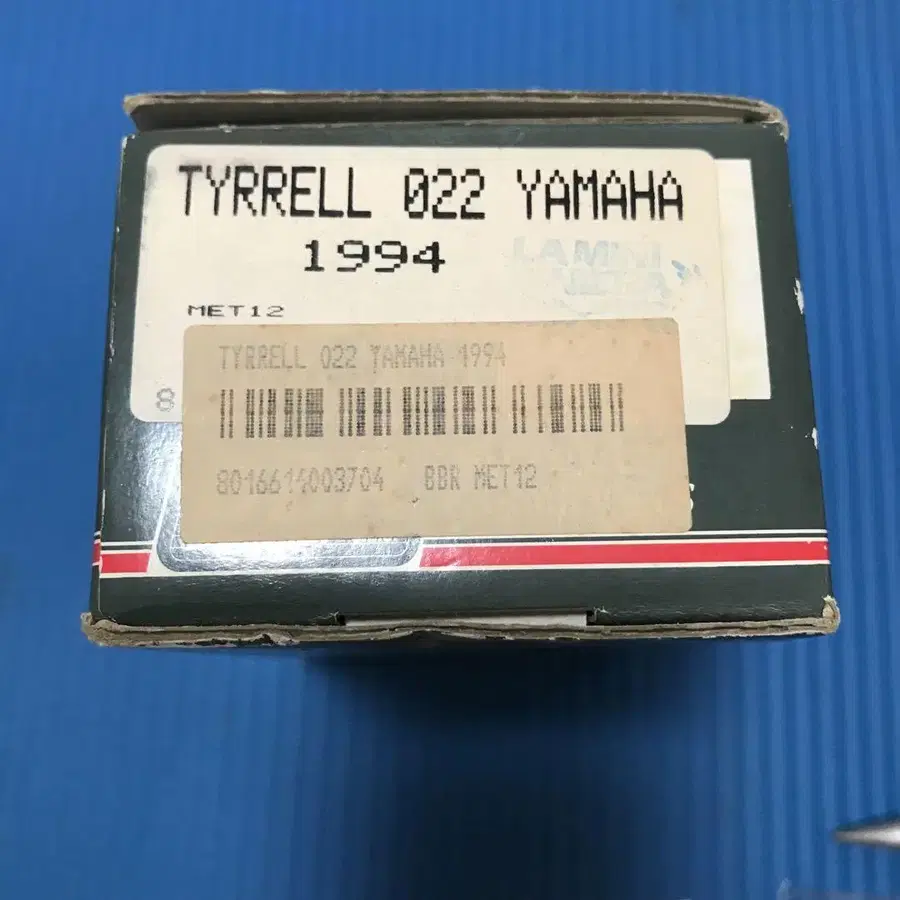 TYRRELL 022 YAMAHA
1994
MET12
TYRRELL 022 YAMAHA 1994
8
8016614003704 BBR MET12